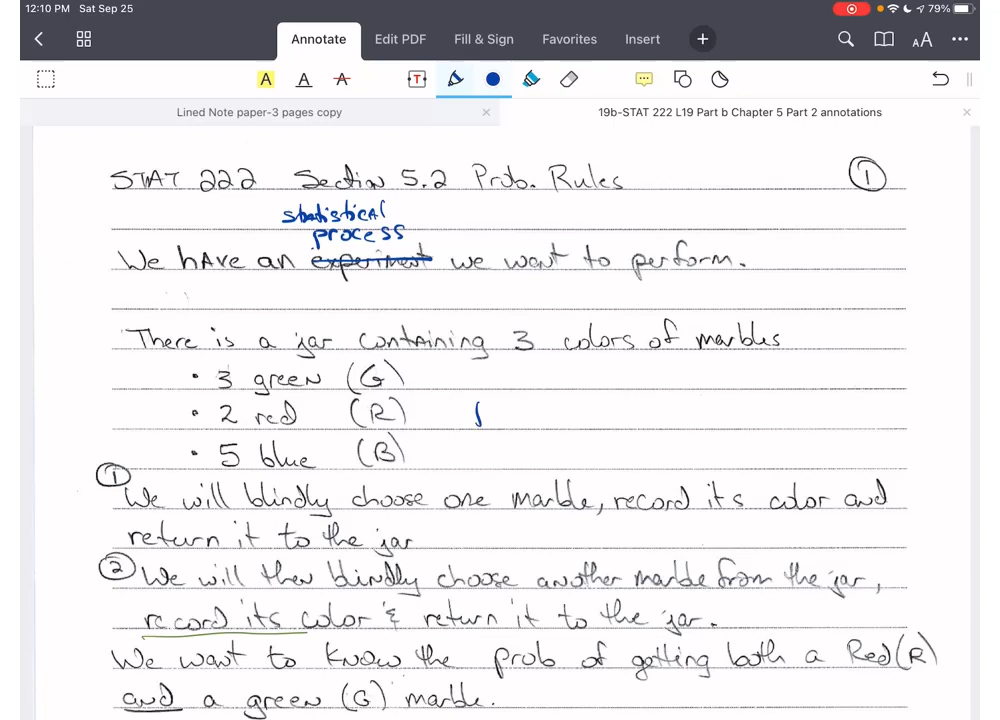 12:10 PM Sat Sep 25
79%
Annotate Edit PDF Fill & Sign Favorites Insert
A A A T AA
Lined Note paper-3 pages copy
19b-STAT 222 L19 Part b Chapter 5 Part 2 annotations
STAT 222 Section 5.2 Prob. Rules 1
statistical
process
We have an experiment we want to perform.
There is a jar containing 3 colors of marbles
• 3 green (G)
• 2 red (R)
• 5 blue (B)
1 We will blindly choose one marble, record its color and
return it to the jar
2 We will then blindly choose another marble from the jar,
record its color & return it to the jar.
We want to know the prob of getting both a Red (R)
and a green (G) marble.